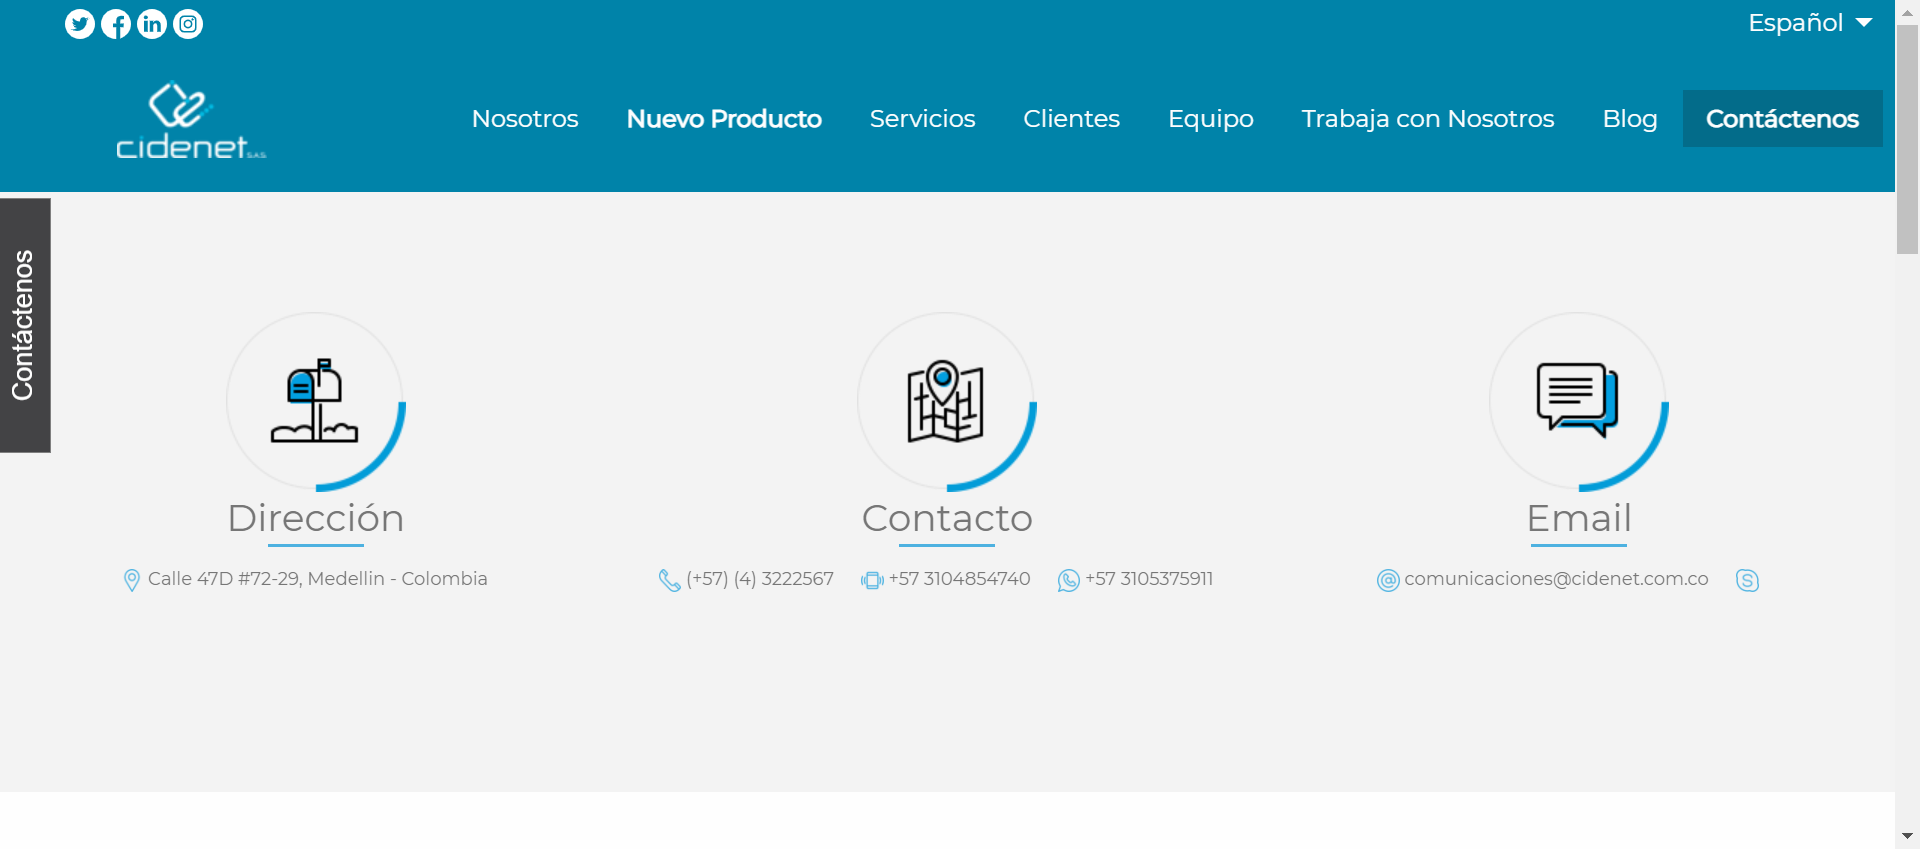 Español
cidenet S.A.S.
Nosotros Nuevo Producto Servicios Clientes Equipo Trabaja con Nosotros Blog Contáctenos
Contáctenos
Dirección
Calle 47D #72-29, Medellin - Colombia
Contacto
(+57) (4) 3222567 +57 3104854740 +57 3105375911
Email
comunicaciones@cidenet.com.co